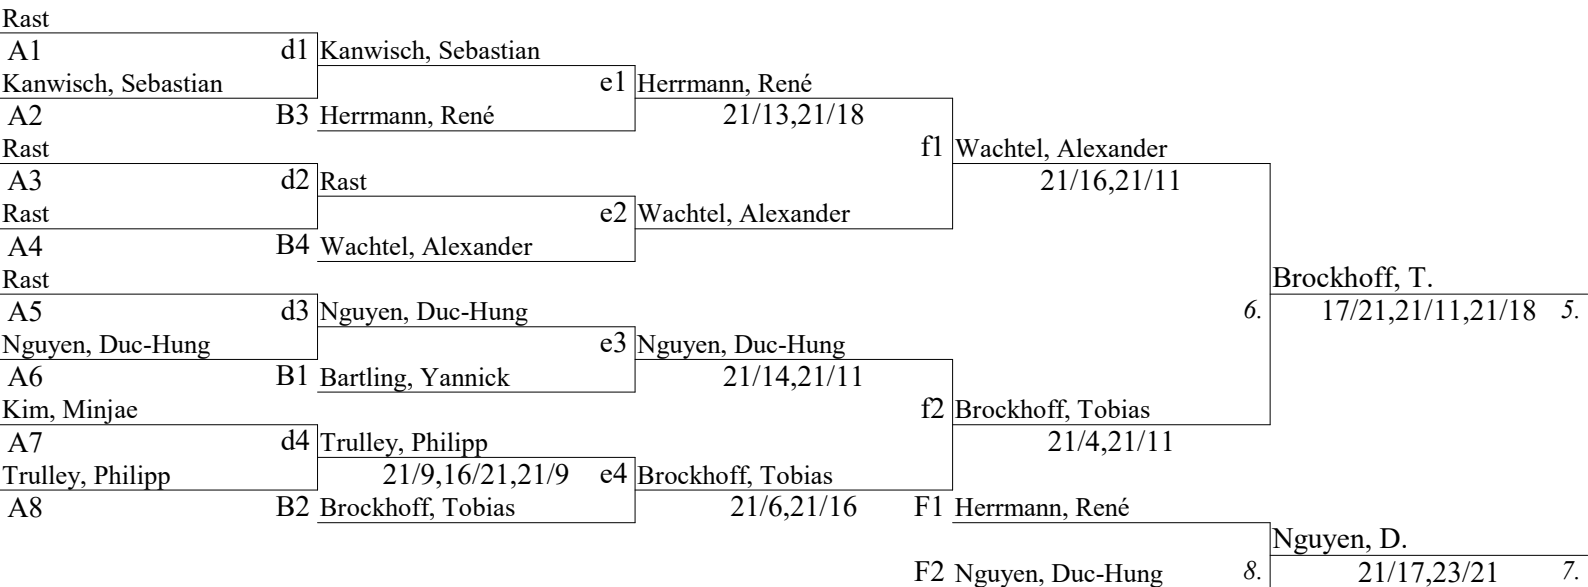 Rast
A1 d1 Kanwisch, Sebastian
Kanwisch, Sebastian e1 Herrmann, René
A2 B3 Herrmann, René 21/13,21/18
Rast f1 Wachtel, Alexander
A3 d2 Rast 21/16,21/11
Rast e2 Wachtel, Alexander
A4 B4 Wachtel, Alexander
Rast Brockhoff, T.
A5 d3 Nguyen, Duc-Hung 6. 17/21,21/11,21/18 5.
Nguyen, Duc-Hung e3 Nguyen, Duc-Hung
A6 B1 Bartling, Yannick 21/14,21/11
Kim, Minjae f2 Brockhoff, Tobias
A7 d4 Trulley, Philipp 21/4,21/11
Trulley, Philipp 21/9,16/21,21/9 e4 Brockhoff, Tobias
A8 B2 Brockhoff, Tobias 21/6,21/16 F1 Herrmann, René
Nguyen, D.
F2 Nguyen, Duc-Hung 8. 21/17,23/21 7.